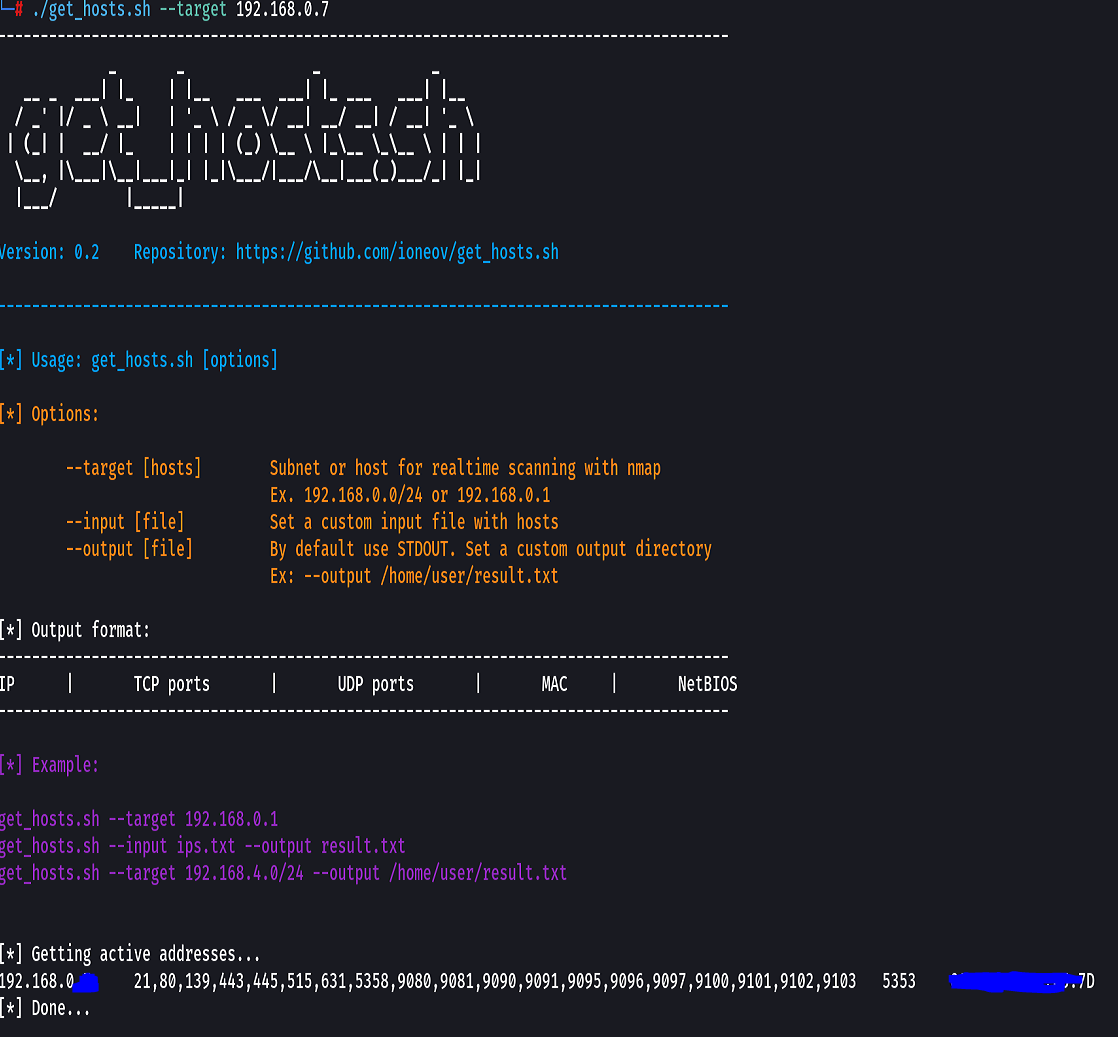 └─# ./get_hosts.sh --target 192.168.0.7
--------------------------------------------------------------------------------------
get_hosts.sh
Version: 0.2    Repository: https://github.com/ioneov/get_hosts.sh
--------------------------------------------------------------------------------------
[*] Usage: get_hosts.sh [options]
[*] Options:
--target [hosts]        Subnet or host for realtime scanning with nmap
Ex. 192.168.0.0/24 or 192.168.0.1
--input [file]          Set a custom input file with hosts
--output [file]         By default use STDOUT. Set a custom output directory
Ex: --output /home/user/result.txt
[*] Output format:
--------------------------------------------------------------------------------------
IP      |       TCP ports       |       UDP ports       |       MAC     |       NetBIOS
--------------------------------------------------------------------------------------
[*] Example:
get_hosts.sh --target 192.168.0.1
get_hosts.sh --input ips.txt --output result.txt
get_hosts.sh --target 192.168.4.0/24 --output /home/user/result.txt
[*] Getting active addresses...
192.168.0.    21,80,139,443,445,515,631,5358,9080,9081,9090,9091,9095,9096,9097,9100,9101,9102,9103   5353    7D
[*] Done...